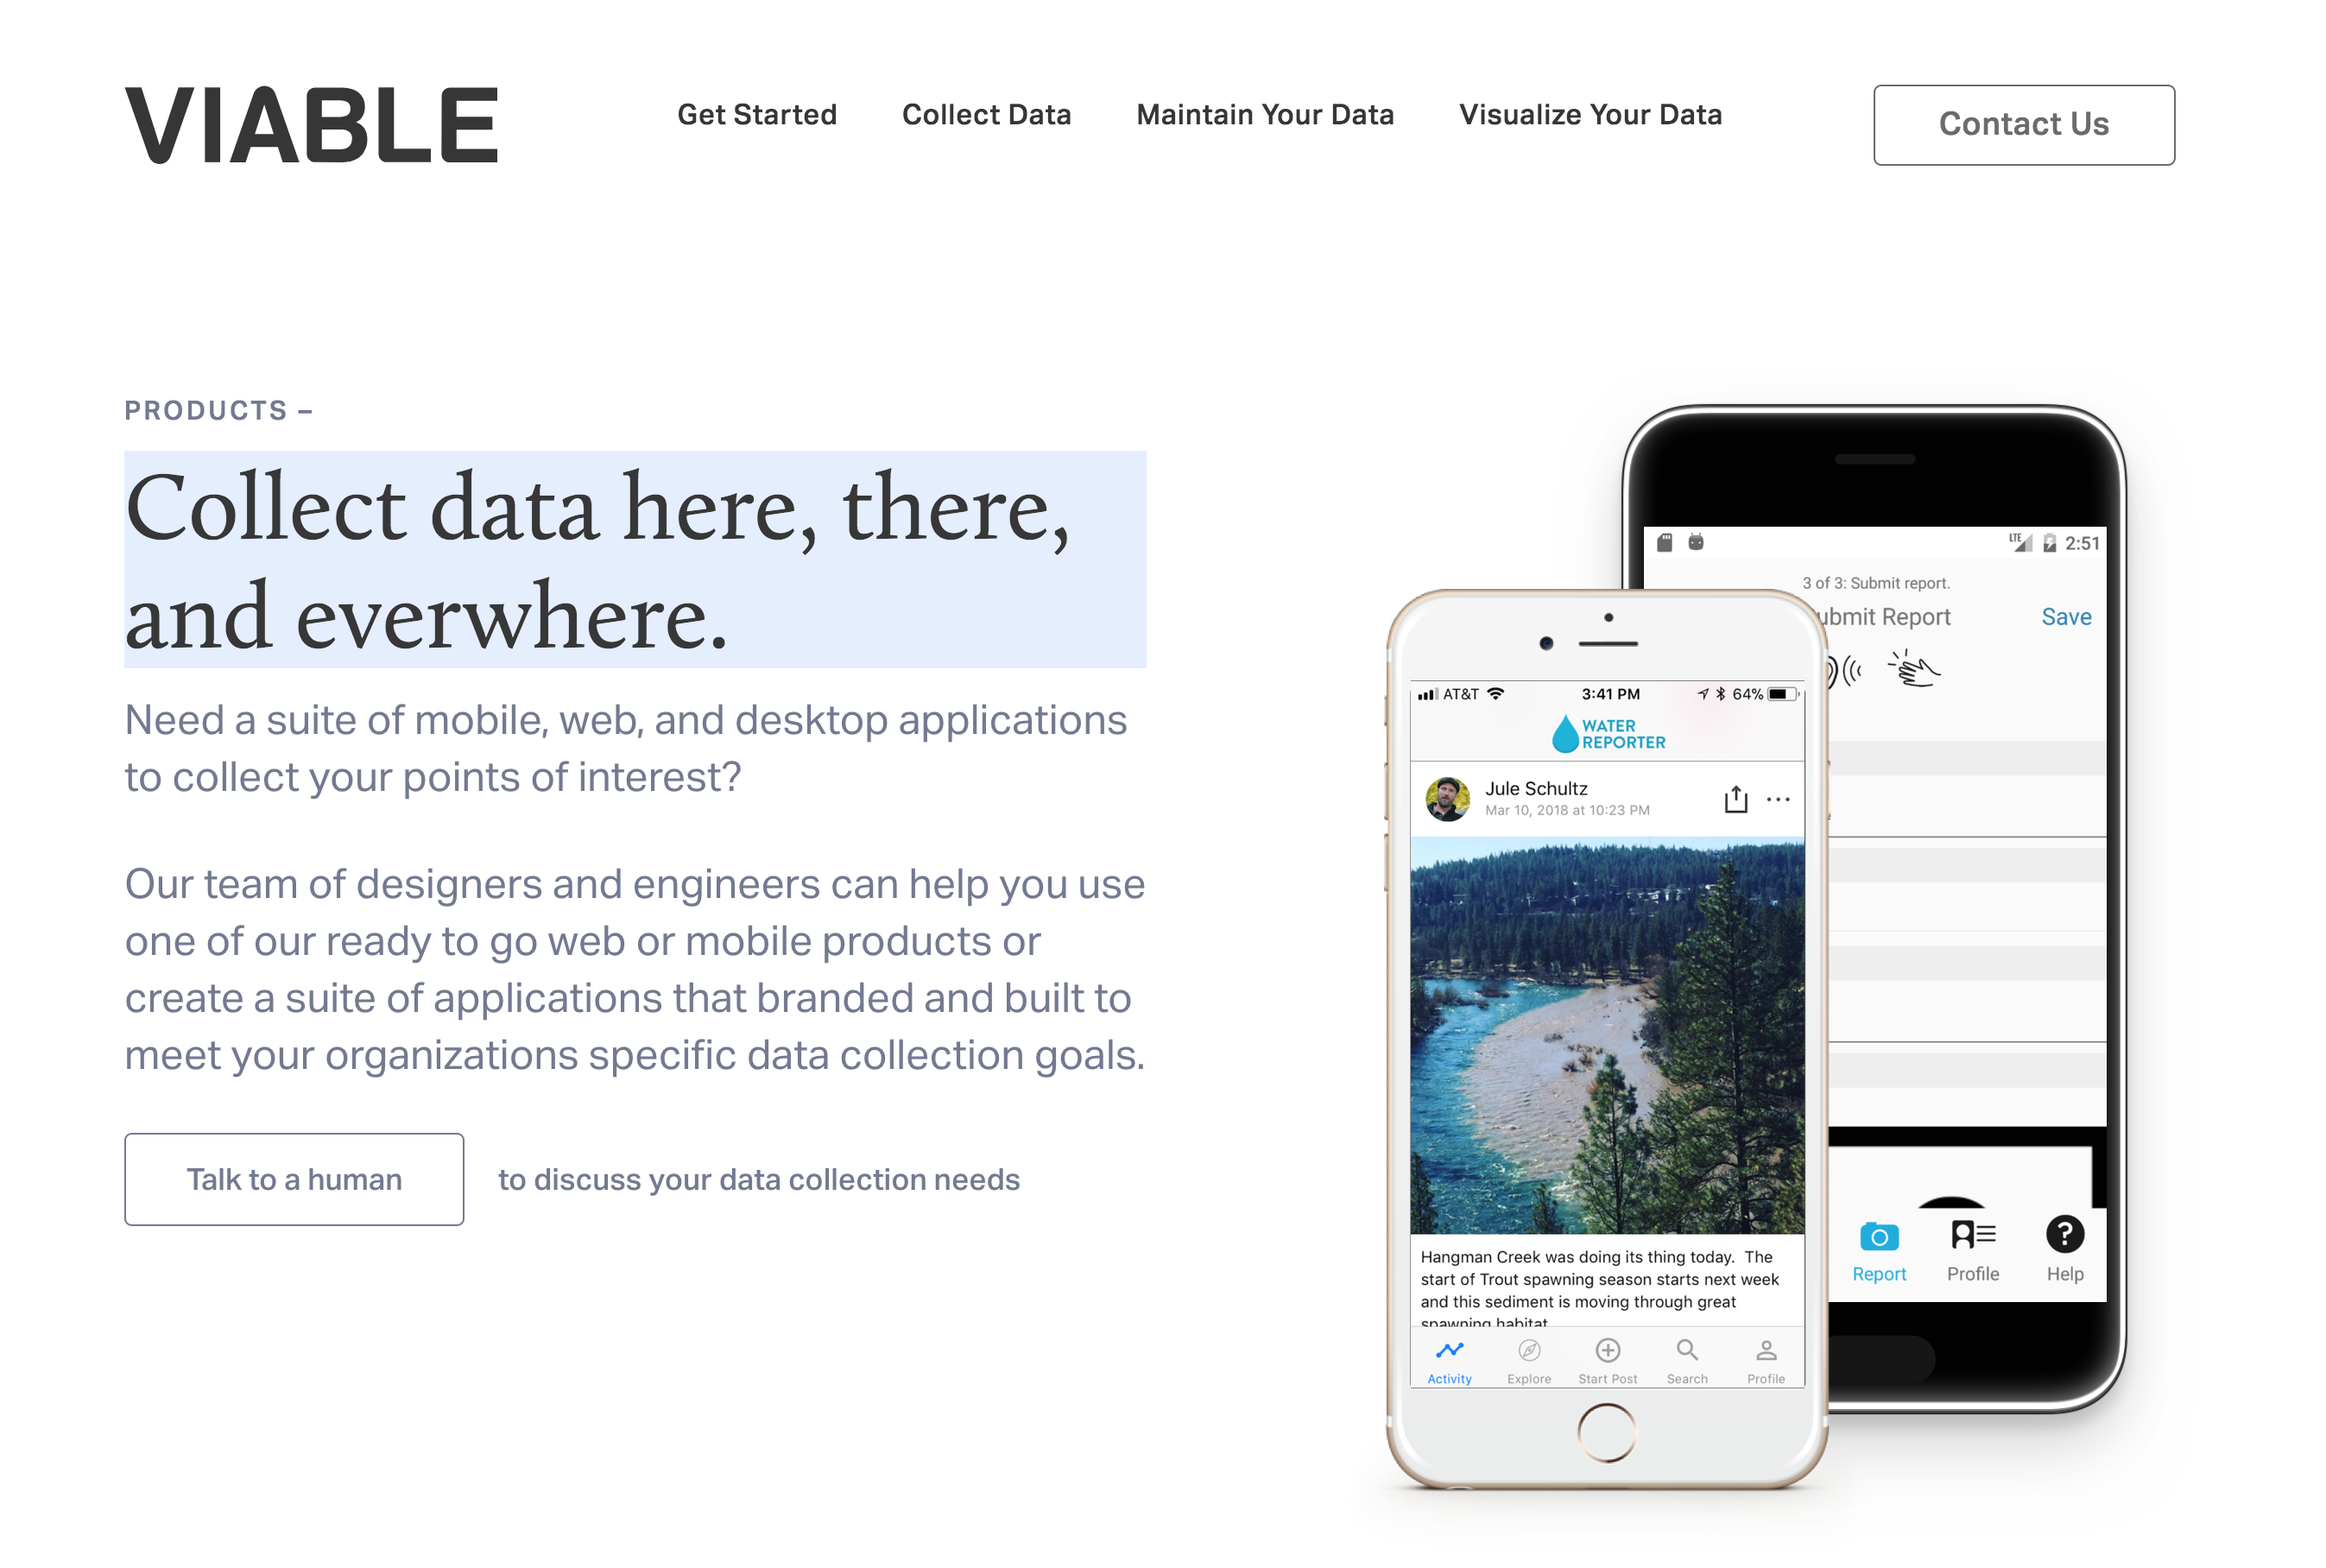 VIABLE
Get Started
Collect Data
Maintain Your Data
Visualize Your Data
Contact Us
PRODUCTS –
Collect data here, there,
and everwhere.
Need a suite of mobile, web, and desktop applications
to collect your points of interest?
Our team of designers and engineers can help you use
one of our ready to go web or mobile products or
create a suite of applications that branded and built to
meet your organizations specific data collection goals.
Talk to a human
to discuss your data collection needs
LTE 2:51
3 of 3: Submit report.
ubmit Report
Save
Report
Profile
Help
AT&T 3:41 PM 64%
WATER
REPORTER
Jule Schultz
Mar 10, 2018 at 10:23 PM
Hangman Creek was doing its thing today. The
start of Trout spawning season starts next week
and this sediment is moving through great
spawning habitat
Activity
Explore
Start Post
Search
Profile